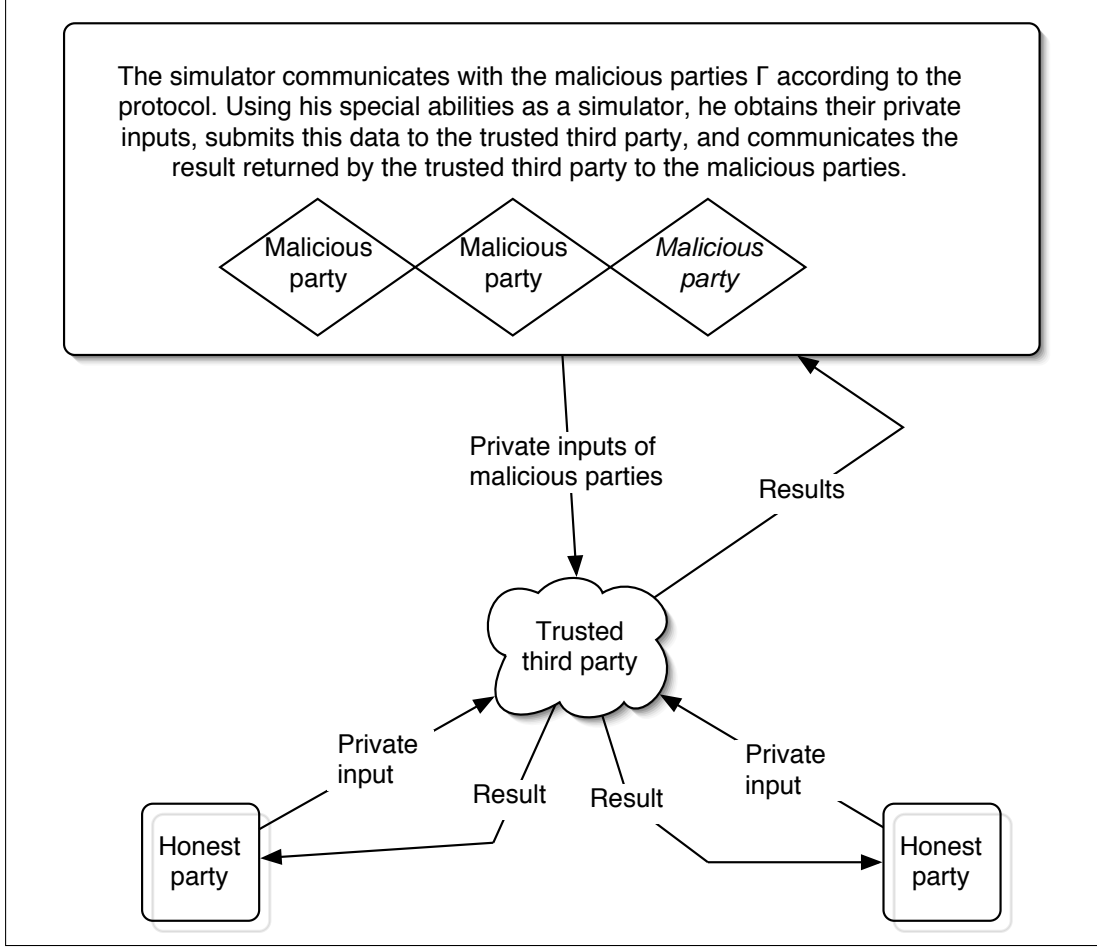 The simulator communicates with the malicious parties Γ according to the
protocol. Using his special abilities as a simulator, he obtains their private
inputs, submits this data to the trusted third party, and communicates the
result returned by the trusted third party to the malicious parties.
Malicious
party
Malicious
party
Malicious
party
Private inputs of
malicious parties
Results
Trusted
third party
Private
input
Result
Result
Private
input
Honest
party
Honest
party